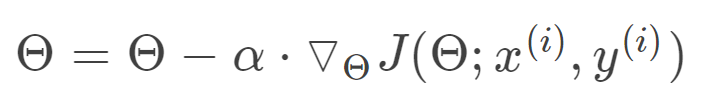 Θ = Θ − α · ▽_Θ J(Θ; x^(i), y^(i))